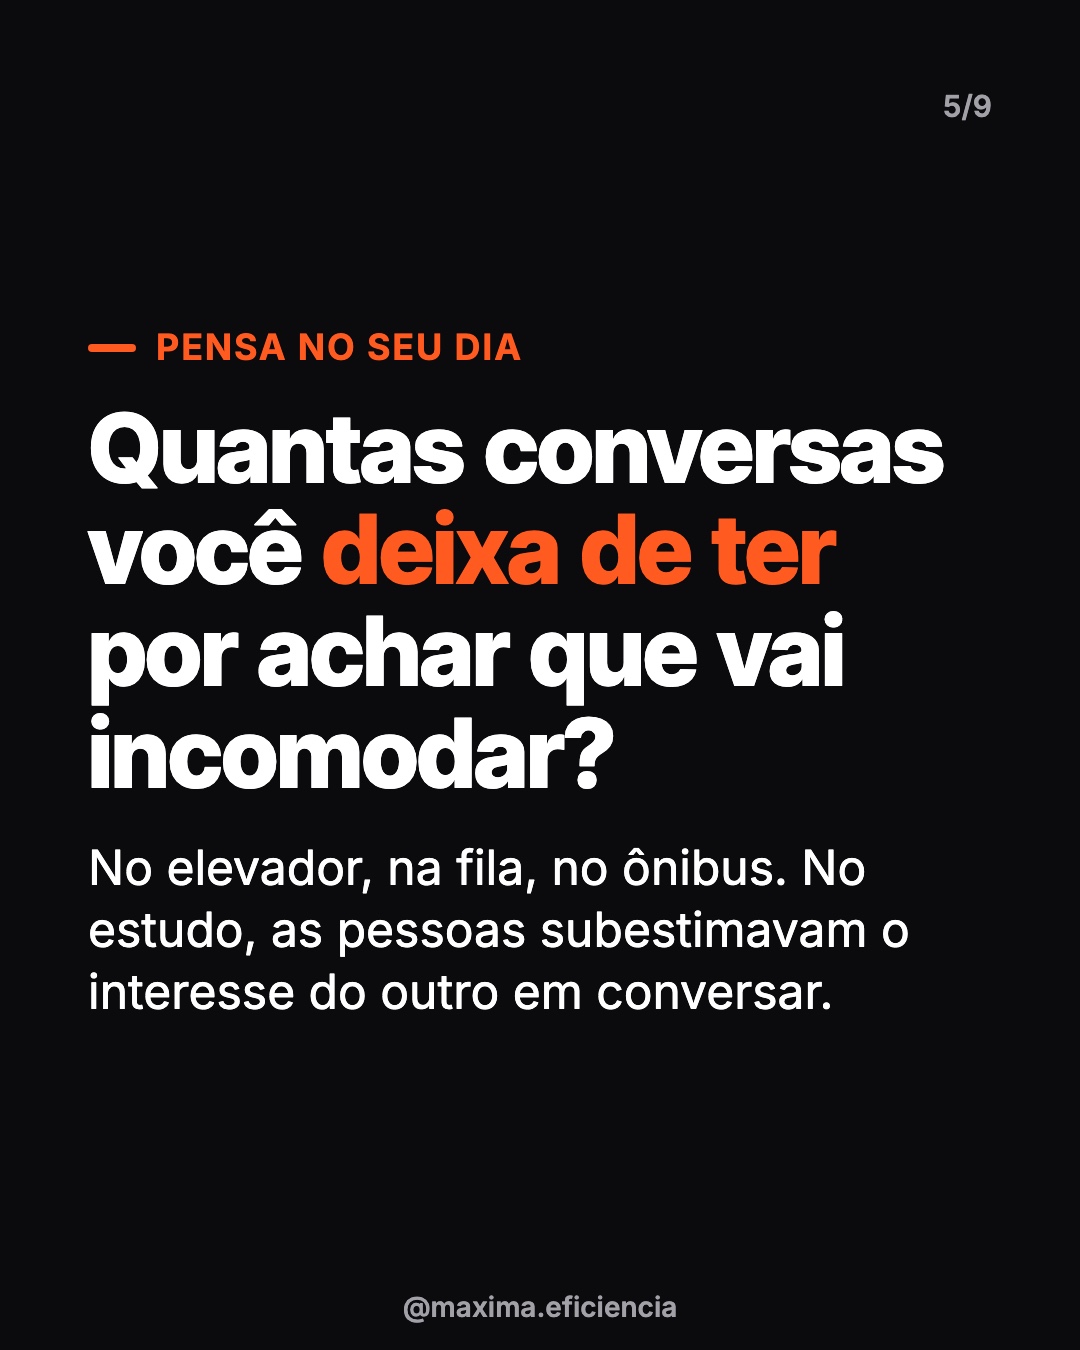 5/9
PENSA NO SEU DIA
Quantas conversas
você deixa de ter
por achar que vai
incomodar?
No elevador, na fila, no ônibus. No
estudo, as pessoas subestimavam o
interesse do outro em conversar.
@maxima.eficiencia